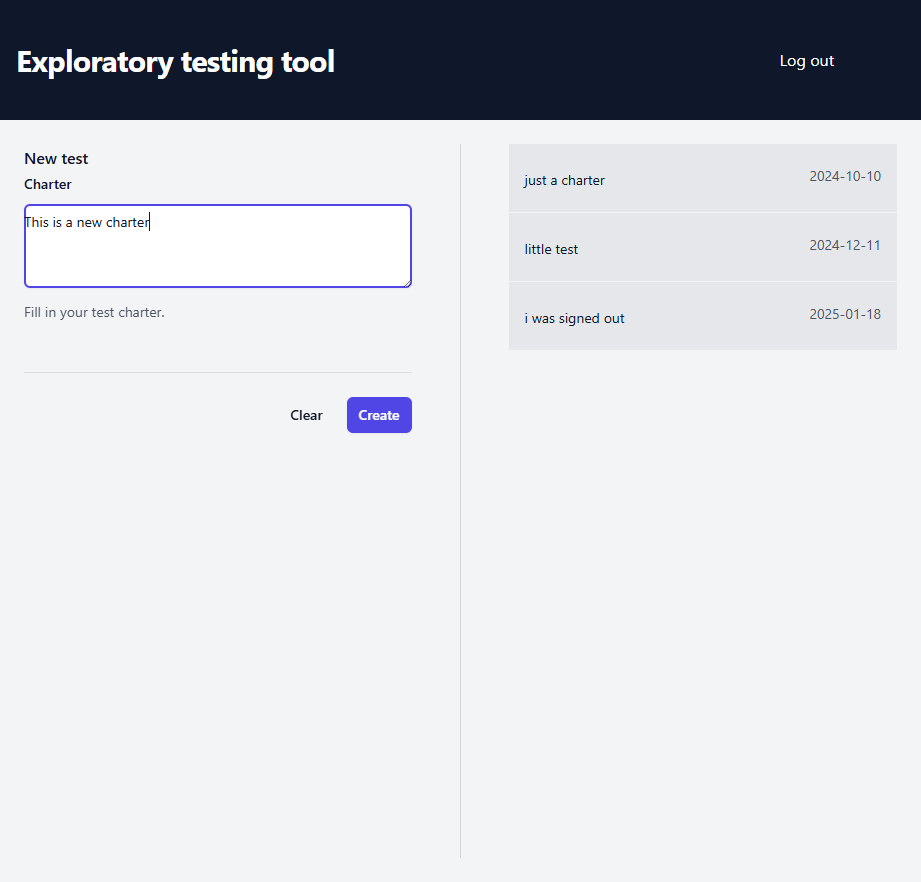 Exploratory testing tool
Log out
New test
Charter
This is a new charter
Fill in your test charter.
Clear
Create
just a charter
2024-10-10
little test
2024-12-11
i was signed out
2025-01-18